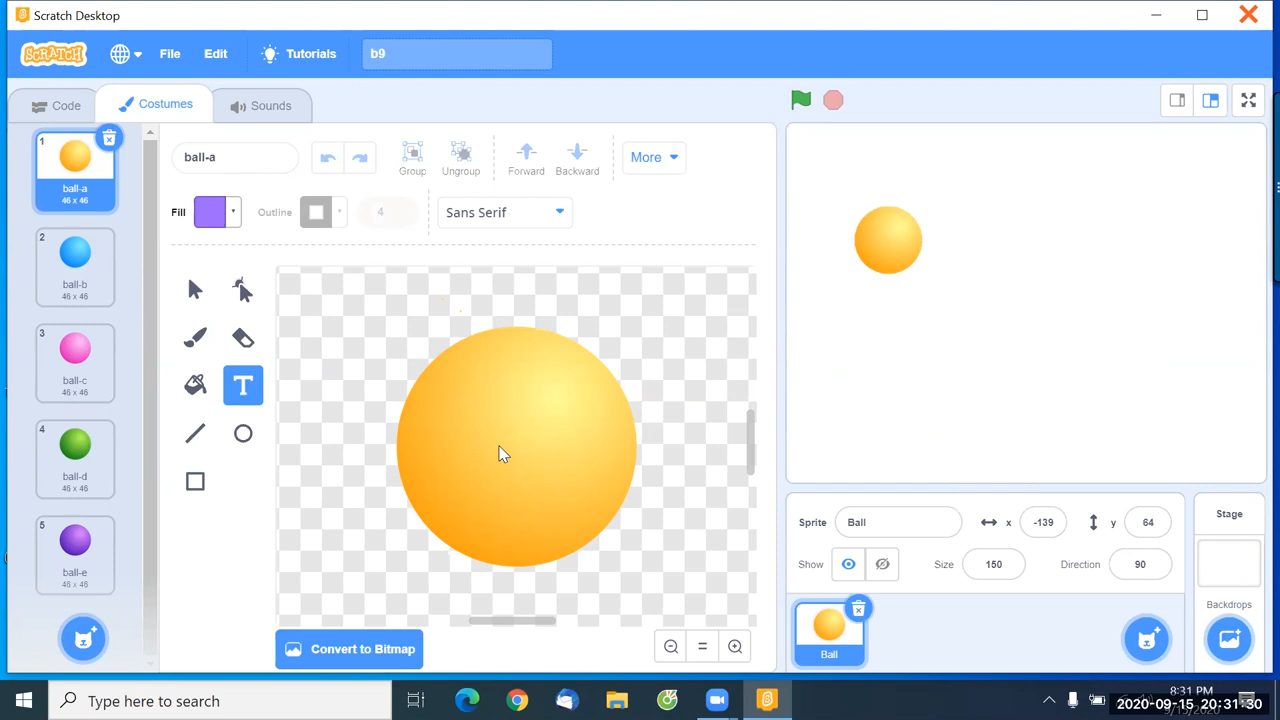 Scratch Desktop
SCRATCH
File
Edit
Tutorials
b9
Code
Costumes
Sounds
1
ball-a
46 x 46
2
ball-b
46 x 46
3
ball-c
46 x 46
4
ball-d
46 x 46
5
ball-e
46 x 46
ball-a
Group
Ungroup
Forward
Backward
More
Fill
Outline
4
Sans Serif
T
Convert to Bitmap
Sprite
Ball
x
-139
y
64
Show
Size
150
Direction
90
Ball
Stage
Backdrops
Type here to search
8:31 PM
2020-09-15 20:31:30